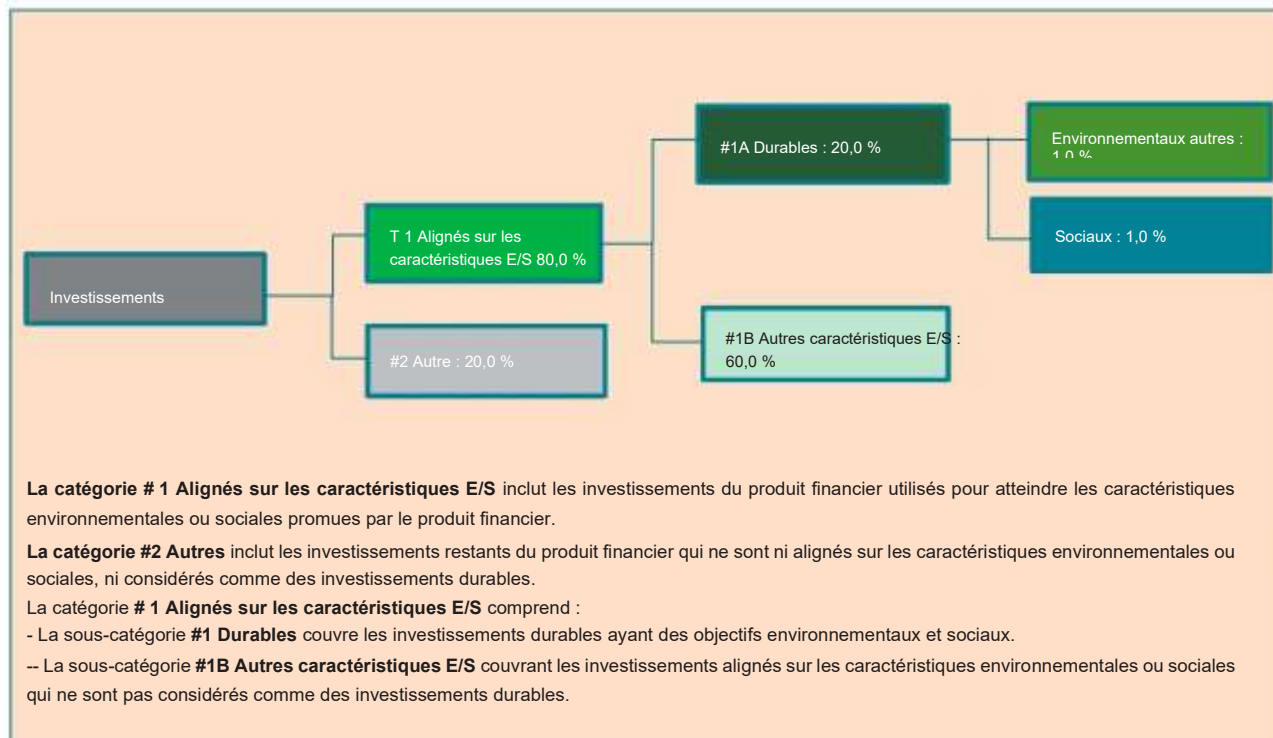 #1A Durables : 20,0 %
Environnementaux autres :
1,0 %
T 1 Alignés sur les
caractéristiques E/S 80,0 %
Sociaux : 1,0 %
Investissements
#2 Autre : 20,0 %
#1B Autres caractéristiques E/S :
60,0 %
La catégorie # 1 Alignés sur les caractéristiques E/S inclut les investissements du produit financier utilisés pour atteindre les caractéristiques
environnementales ou sociales promues par le produit financier.
La catégorie #2 Autres inclut les investissements restants du produit financier qui ne sont ni alignés sur les caractéristiques environnementales ou
sociales, ni considérés comme des investissements durables.
La catégorie # 1 Alignés sur les caractéristiques E/S comprend :
- La sous-catégorie #1 Durables couvre les investissements durables ayant des objectifs environnementaux et sociaux.
-- La sous-catégorie #1B Autres caractéristiques E/S couvrant les investissements alignés sur les caractéristiques environnementales ou sociales
qui ne sont pas considérés comme des investissements durables.